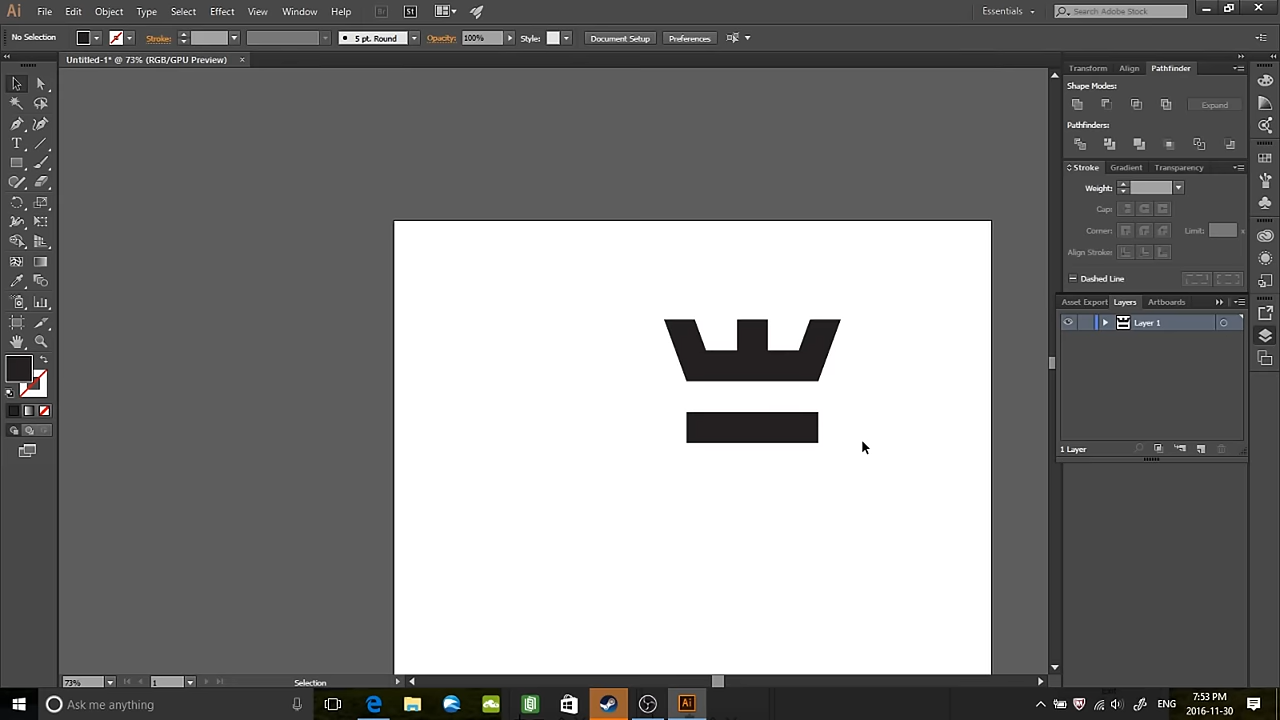 Ai File Edit Object Type Select Effect View Window Help Br St Essentials Search Adobe Stock
No Selection Stroke: 5 pt. Round Opacity: 100% Style: Document Setup Preferences
Untitled-1* @ 73% (RGB/GPU Preview) ×
Transform Align Pathfinder
Shape Modes:
Expand
Pathfinders:
Stroke Gradient Transparency
Weight:
Cap:
Corner: Limit: x
Align Stroke:
Dashed Line
Asset Export Layers Artboards
Layer 1
1 Layer
73% 1 Selection
Ask me anything
Ai
ENG
7:53 PM
2016-11-30